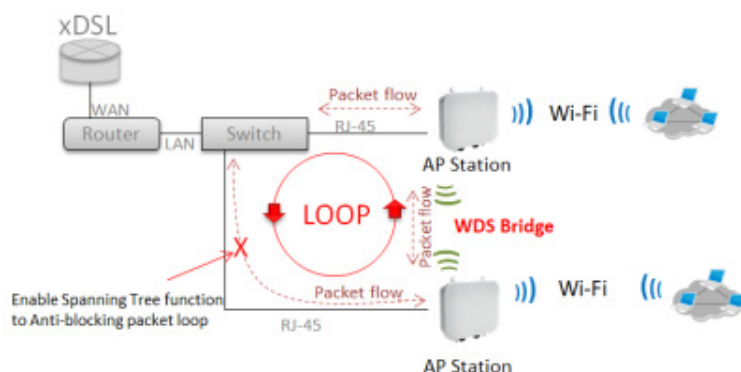 xDSL
WAN
Router
LAN
Switch
Packet flow
RJ-45
AP Station
Wi-Fi
LOOP
Packet flow
WDS Bridge
X
Enable Spanning Tree function
to Anti-blocking packet loop
Packet flow
RJ-45
AP Station
Wi-Fi